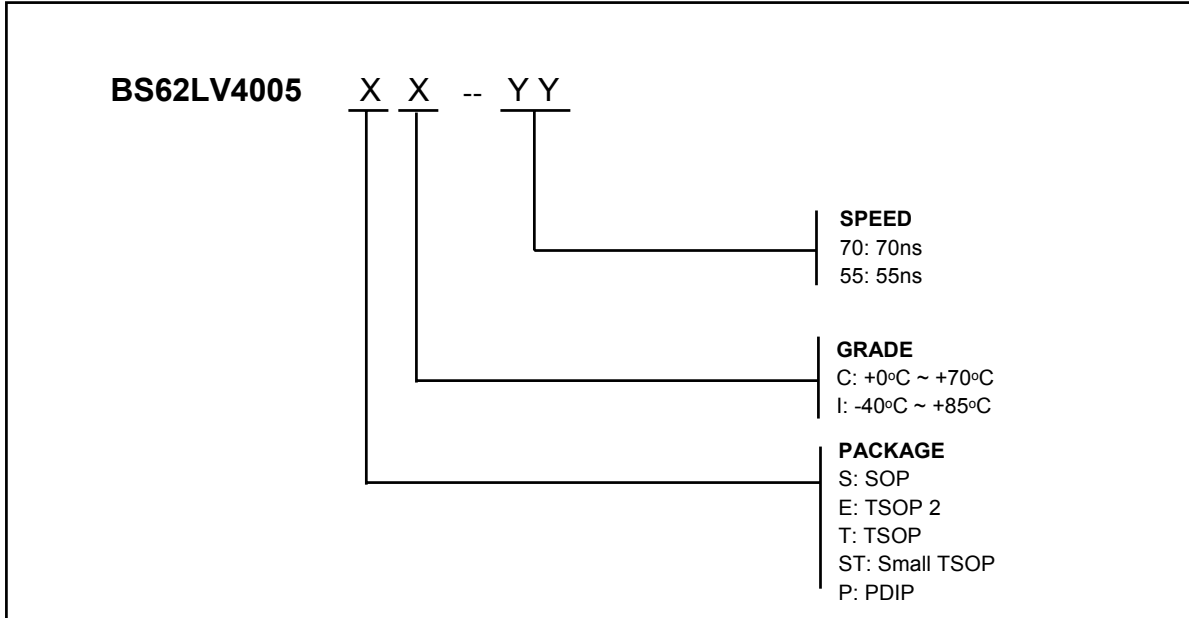 BS62LV4005 X X -- Y Y
SPEED
70: 70ns
55: 55ns
GRADE
C: +0oC ~ +70oC
I: -40oC ~ +85oC
PACKAGE
S: SOP
E: TSOP 2
T: TSOP
ST: Small TSOP
P: PDIP